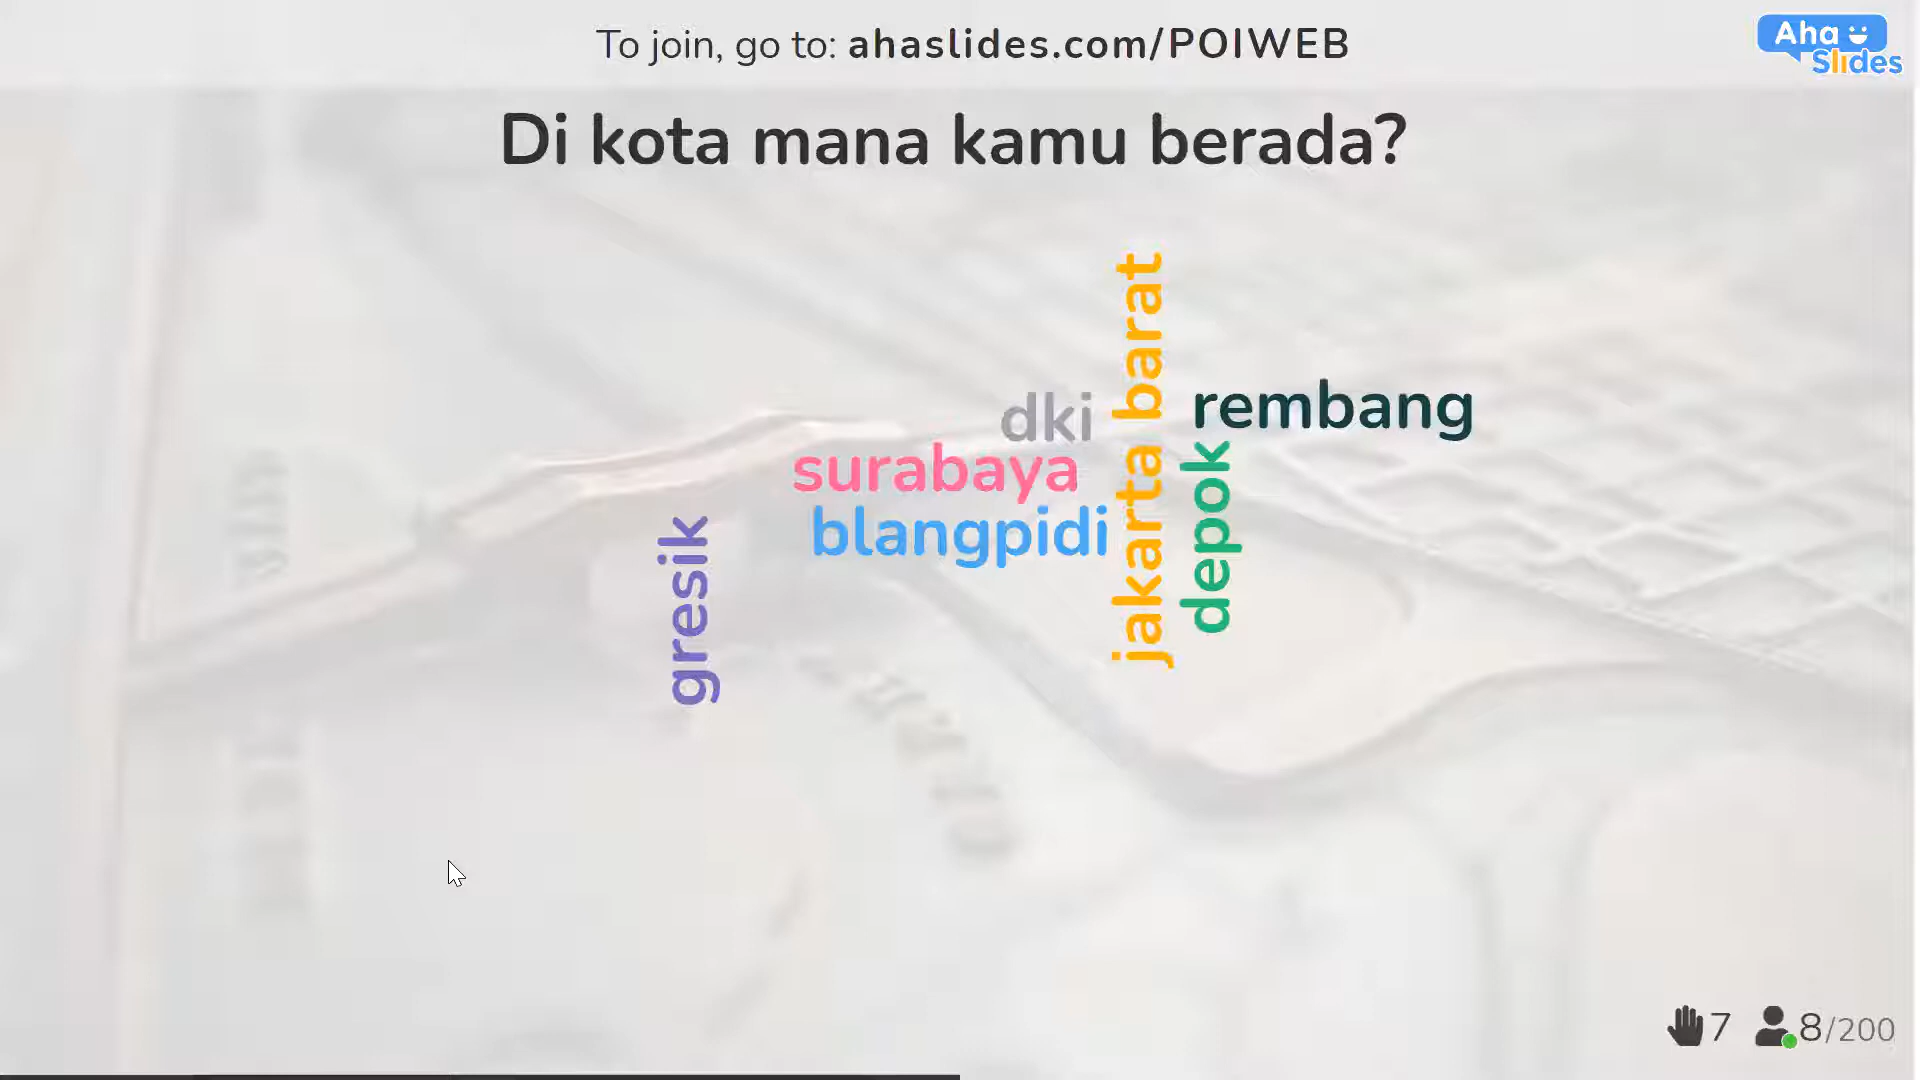 To join, go to: ahaslides.com/POIWEB
Aha
Slides
Di kota mana kamu berada?
jakarta barat
rembang
dki
surabaya
depok
blangpidi
gresik
7
8/200